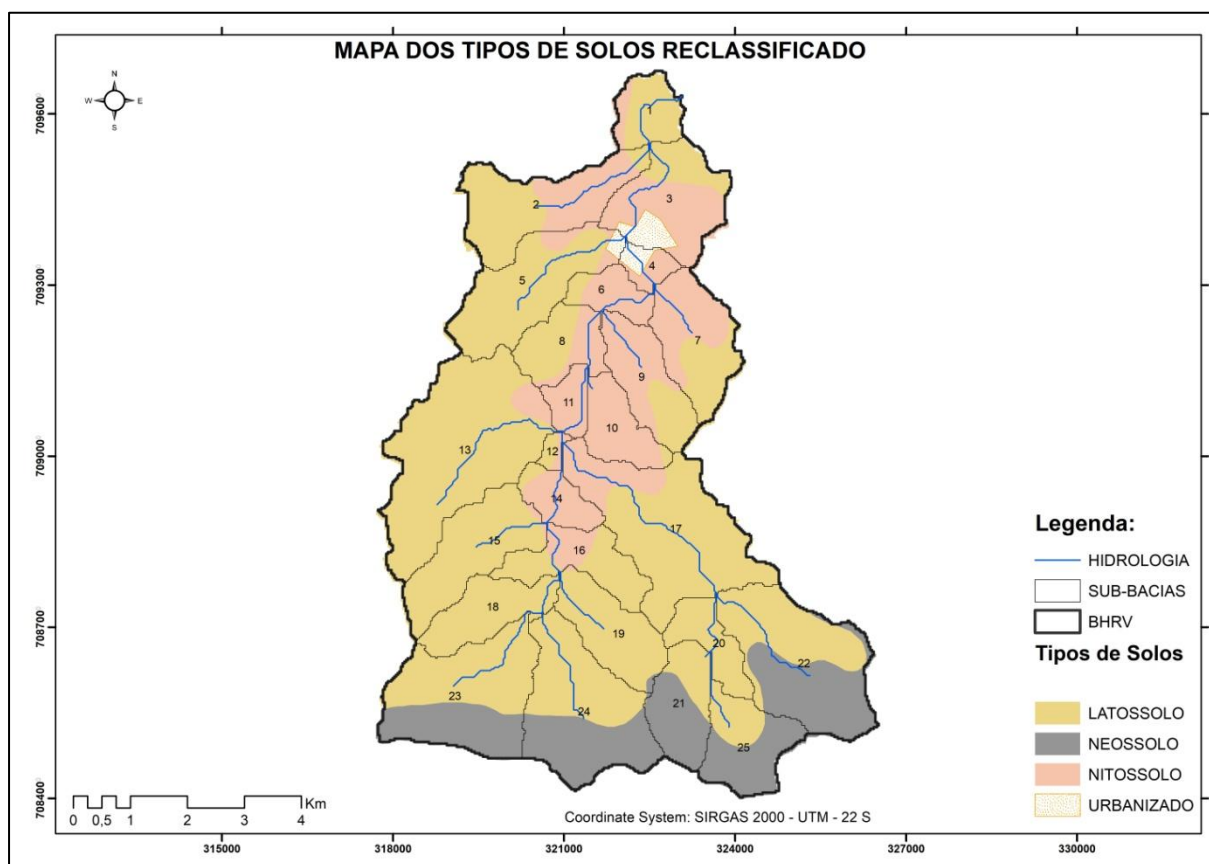 MAPA DOS TIPOS DE SOLOS RECLASSIFICADO
N
W E
S
709600
709300
709000
708700
708400
1
2
3
4
5
6
7
8
9
10
11
12
13
14
15
16
17
18
19
20
21
22
23
24
25
Legenda:
HIDROLOGIA
SUB-BACIAS
BHRV
Tipos de Solos
LATOSSOLO
NEOSSOLO
NITOSSOLO
URBANIZADO
Km
0 0,5 1 2 3 4
Coordinate System: SIRGAS 2000 - UTM - 22 S
315000 318000 321000 324000 327000 330000